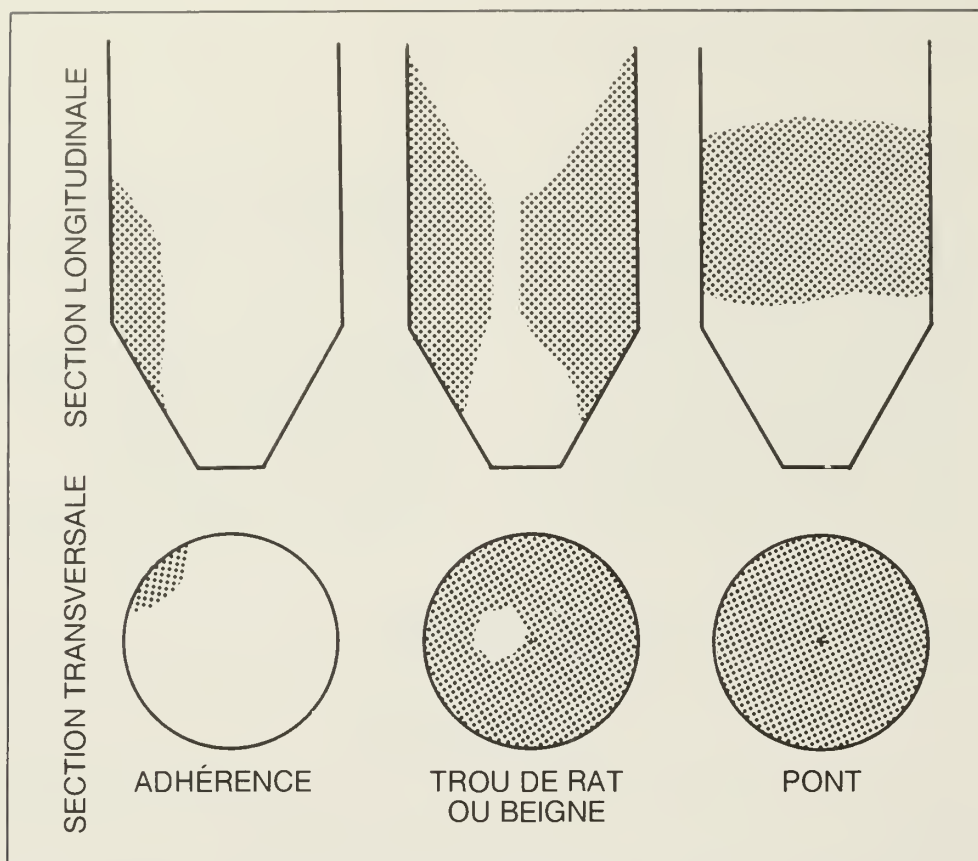 SECTION LONGITUDINALE
SECTION TRANSVERSALE
ADHÉRENCE
TROU DE RAT
OU BEIGNE
PONT